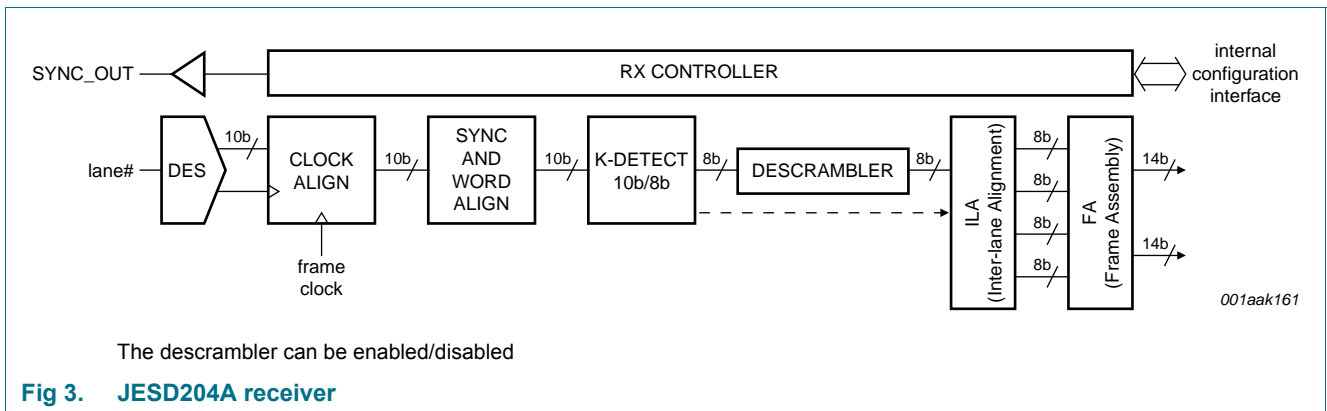 SYNC_OUT
RX CONTROLLER
internal
configuration
interface
lane#
DES
10b
CLOCK
ALIGN
frame
clock
10b
SYNC
AND
WORD
ALIGN
10b
K-DETECT
10b/8b
8b
DESCRAMBLER
8b
ILA
(Inter-lane Alignment)
8b
8b
8b
8b
FA
(Frame Assembly)
14b
14b
001aak161
The descrambler can be enabled/disabled
Fig 3. JESD204A receiver